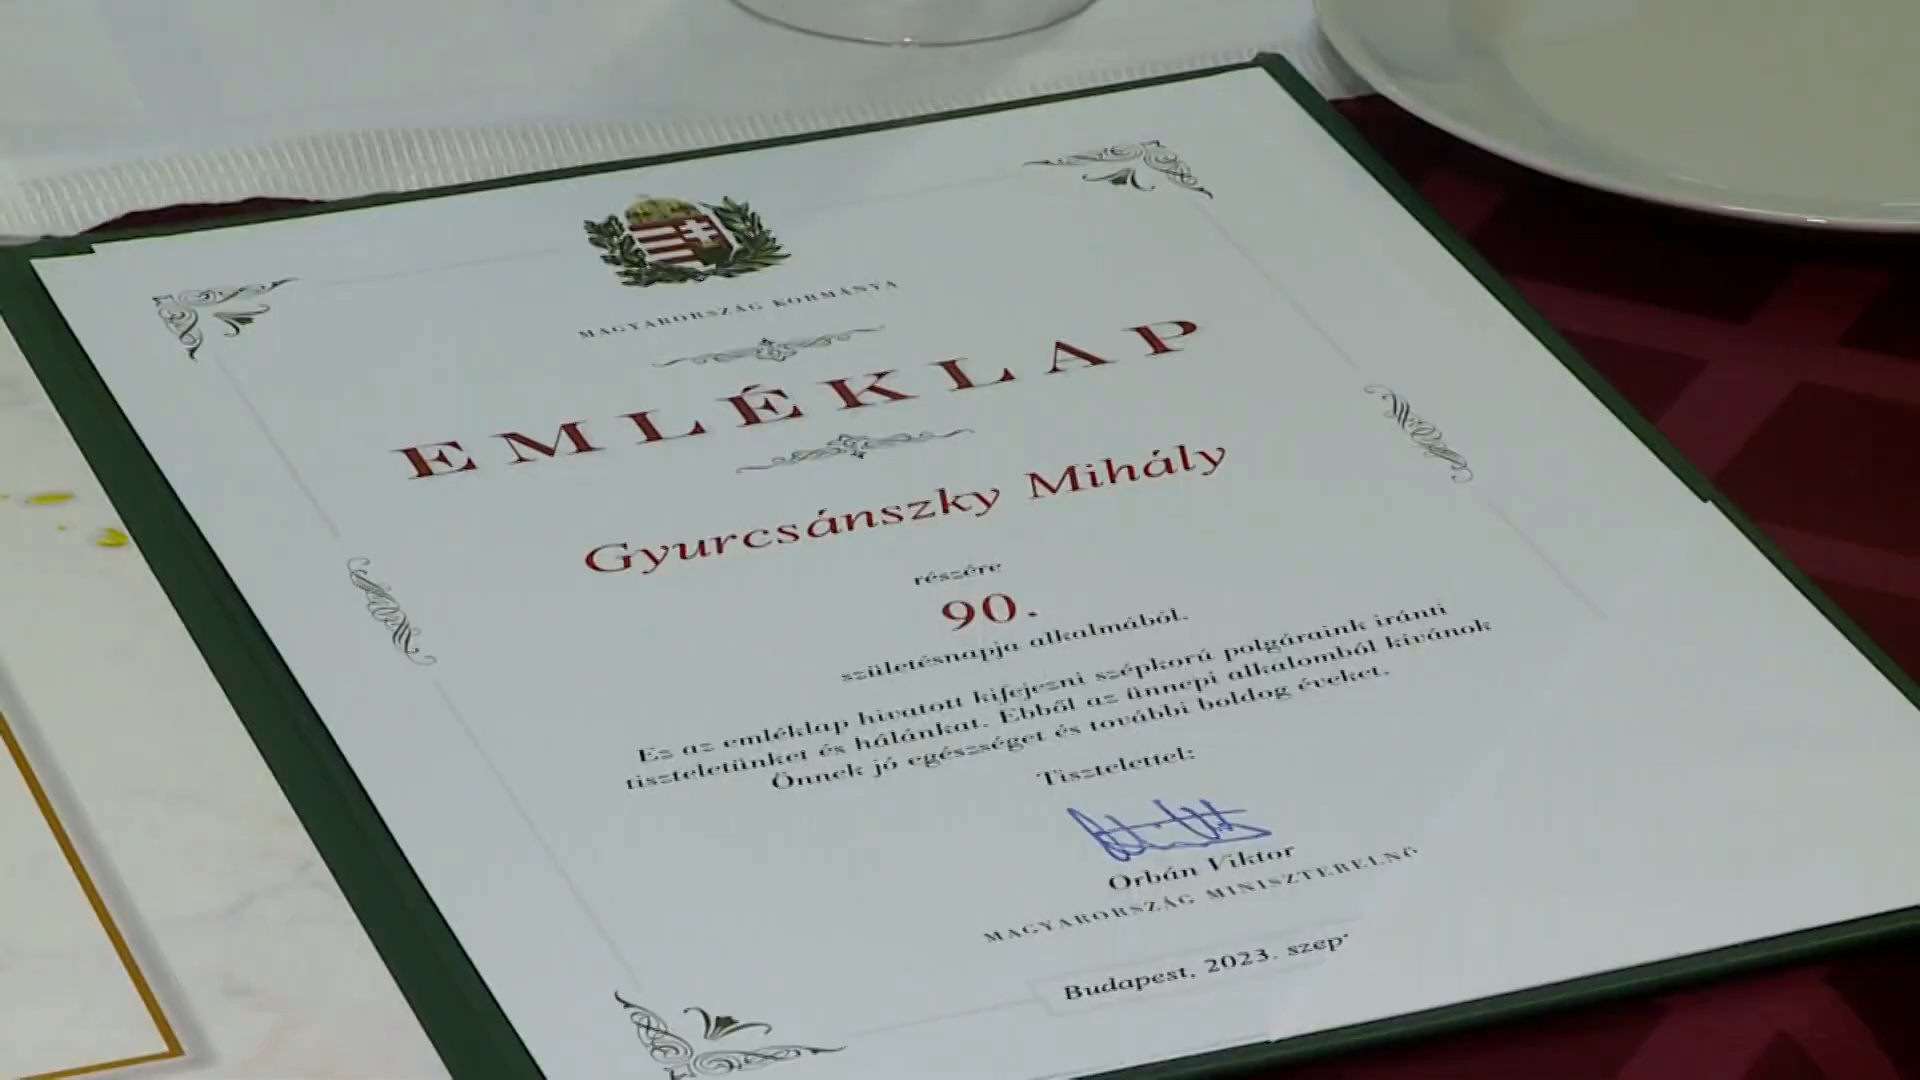 MAGYARORSZÁG KORMÁNYA
EMLÉKLAP
Gyurcsánszky Mihály
részére
90.
születésnapja alkalmából.
Ez az emléklap hivatott kifejezni szépkorú polgáraink iránti
tiszteletünket és hálánkat. Ebből az ünnepi alkalomból kívánok
Önnek jó egészséget és további boldog éveket.
Tisztelettel:
Orbán Viktor
MAGYARORSZÁG MINISZTERELNÖ
Budapest, 2023. szep